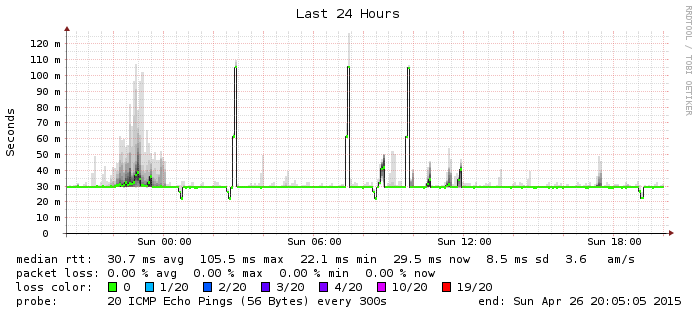 Last 24 Hours
RRDTOOL / TOBI OETIKER
Seconds
120 m
110 m
100 m
90 m
80 m
70 m
60 m
50 m
40 m
30 m
20 m
10 m
0
Sun 00:00 Sun 06:00 Sun 12:00 Sun 18:00
median rtt: 30.7 ms avg 105.5 ms max 22.1 ms min 29.5 ms now 8.5 ms sd 3.6 am/s
packet loss: 0.00 % avg 0.00 % max 0.00 % min 0.00 % now
loss color: 0 1/20 2/20 3/20 4/20 10/20 19/20
probe: 20 ICMP Echo Pings (56 Bytes) every 300s end: Sun Apr 26 20:05:05 2015